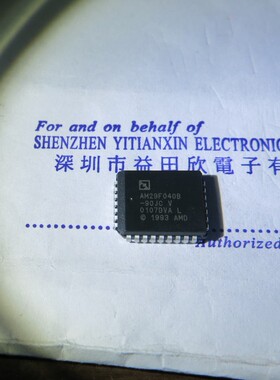 For and on behalf of
SHENZHEN YITIANXIN ELECTRONIC
深圳市益田欣電子有
AM29F040B
-90JC V
0107DVA L
© 1993 AMD
Authorized